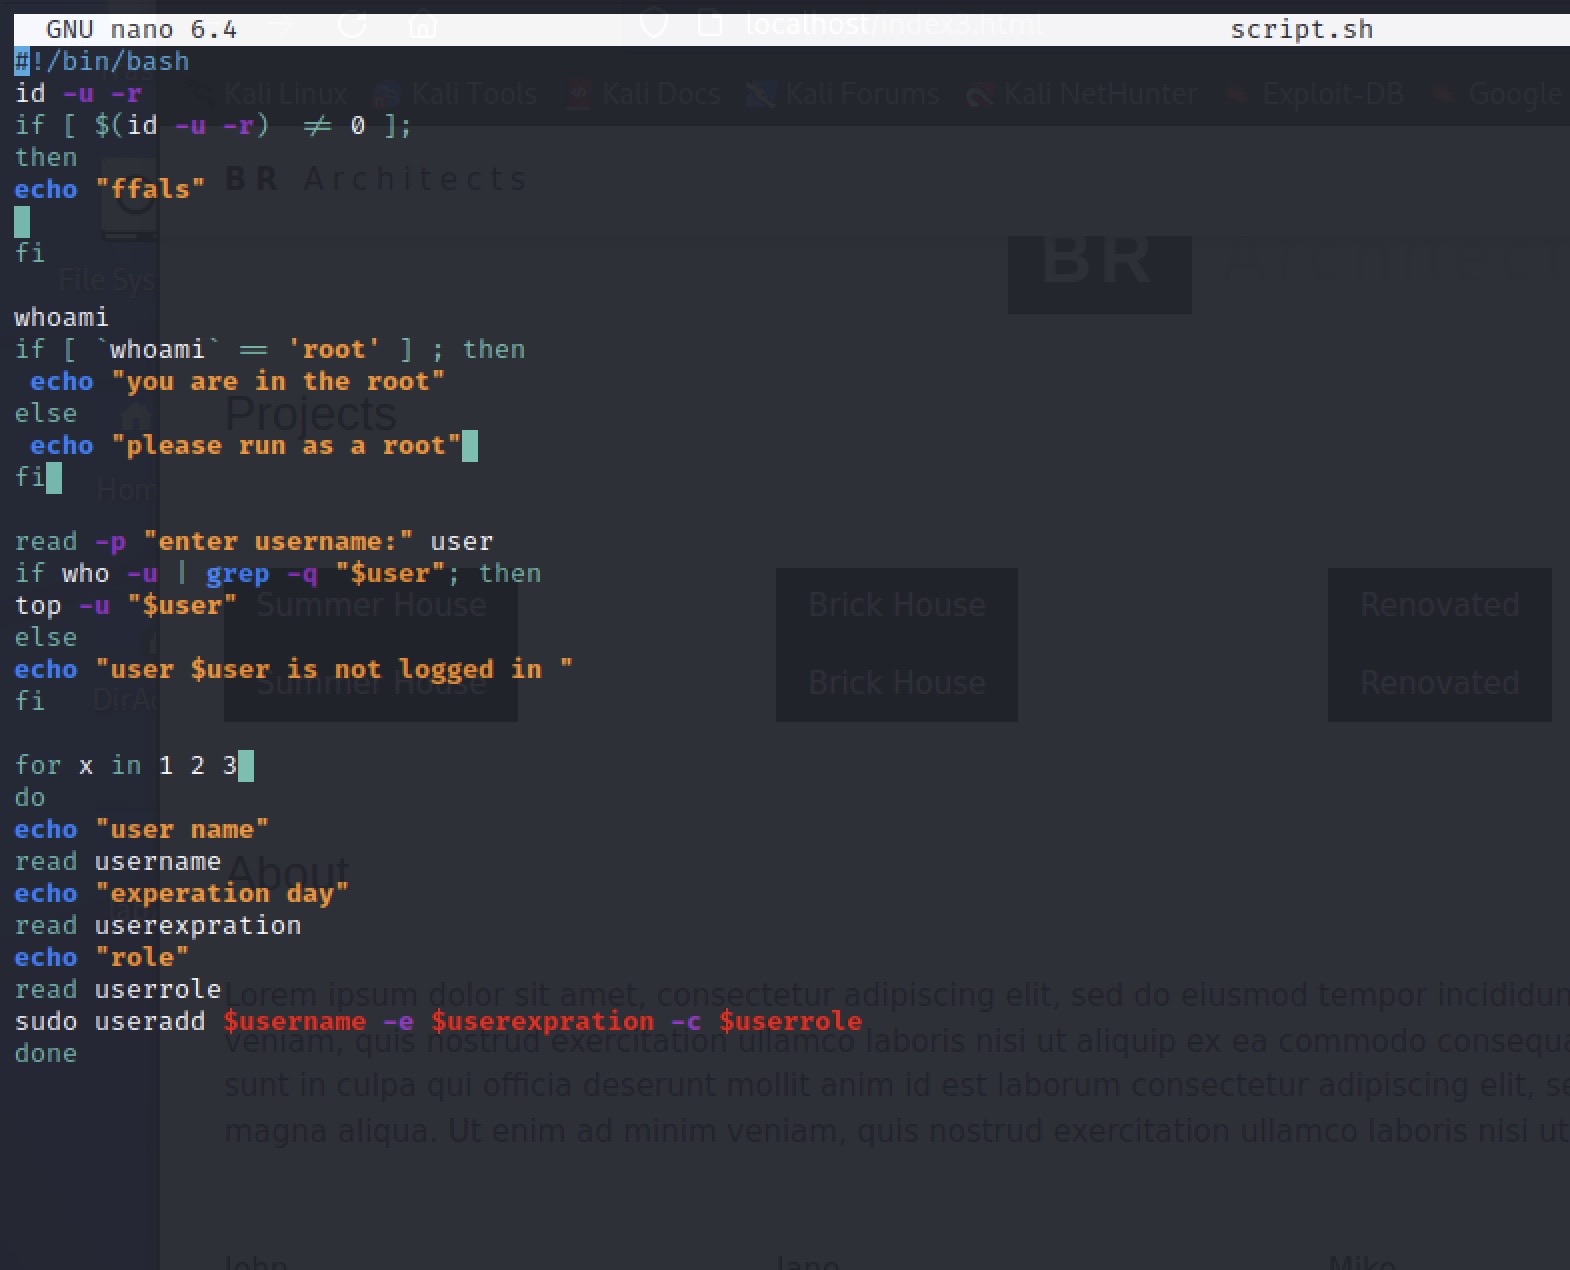 GNU nano 6.4 script.sh
localhost/index3.html
#!/bin/bash
Kali Linux Kali Tools Kali Docs Kali Forums Kali NetHunter Exploit-DB Google
id -u -r
if [ $(id -u -r) ≠ 0 ];
then
BR Architects
echo "ffals"
fi
BR
File Sys
whoami
if [ `whoami` == 'root' ] ; then
echo "you are in the root"
else
Projects
echo "please run as a root"
fi
Hom
read -p "enter username:" user
if who -u | grep -q "$user"; then
top -u "$user"
Summer House Brick House Renovated
else
echo "user $user is not logged in "
Summer House Brick House Renovated
fi
DirAc
for x in 1 2 3
do
echo "user name"
read username
About
echo "experation day"
read userexpration
echo "role"
read userrole
Lorem ipsum dolor sit amet, consectetur adipiscing elit, sed do eiusmod tempor incididun
sudo useradd $username -e $userexpration -c $userrole
veniam, quis nostrud exercitation ullamco laboris nisi ut aliquip ex ea commodo consequa
done
sunt in culpa qui officia deserunt mollit anim id est laborum consectetur adipiscing elit, se
magna aliqua. Ut enim ad minim veniam, quis nostrud exercitation ullamco laboris nisi ut
John Jane Mike